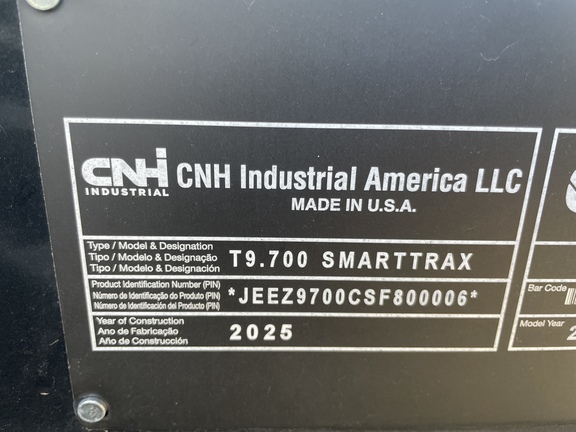 CNHi
INDUSTRIAL
CNH Industrial America LLC
MADE IN U.S.A.
Type / Model & Designation
Tipo / Modelo & Designação
Tipo / Modelo & Designación
T9.700 SMARTTRAX
Product Identification Number (PIN)
Número de Identificação do Produto (PIN)
Número de Identificación del Producto (PIN)
*JEEZ9700CSF800006*
Year of Construction
Ano de Fabricação
Año de Construcción
2025
Bar Code
Model Year